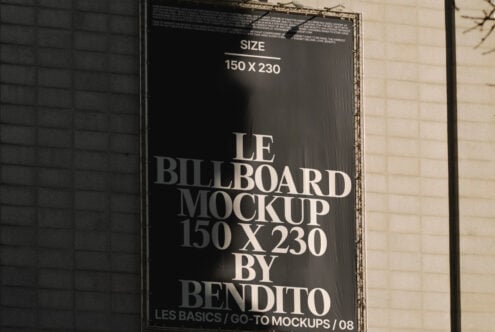 SIZE
150 X 230
LE
BILLBOARD
MOCKUP
150 X 230
BY
BENDITO
LES BASICS / GO-TO MOCKUPS / 08